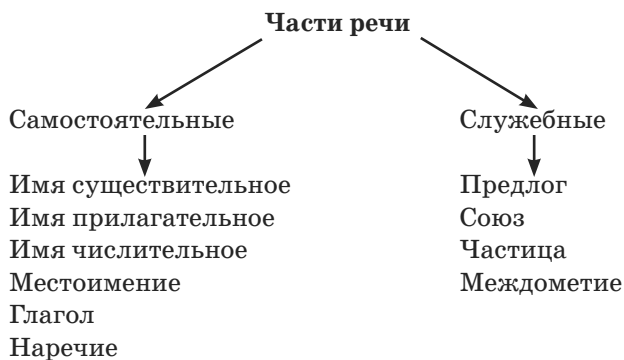 Части речи
Самостоятельные
Служебные
Имя существительное
Имя прилагательное
Имя числительное
Местоимение
Глагол
Наречие
Предлог
Союз
Частица
Междометие